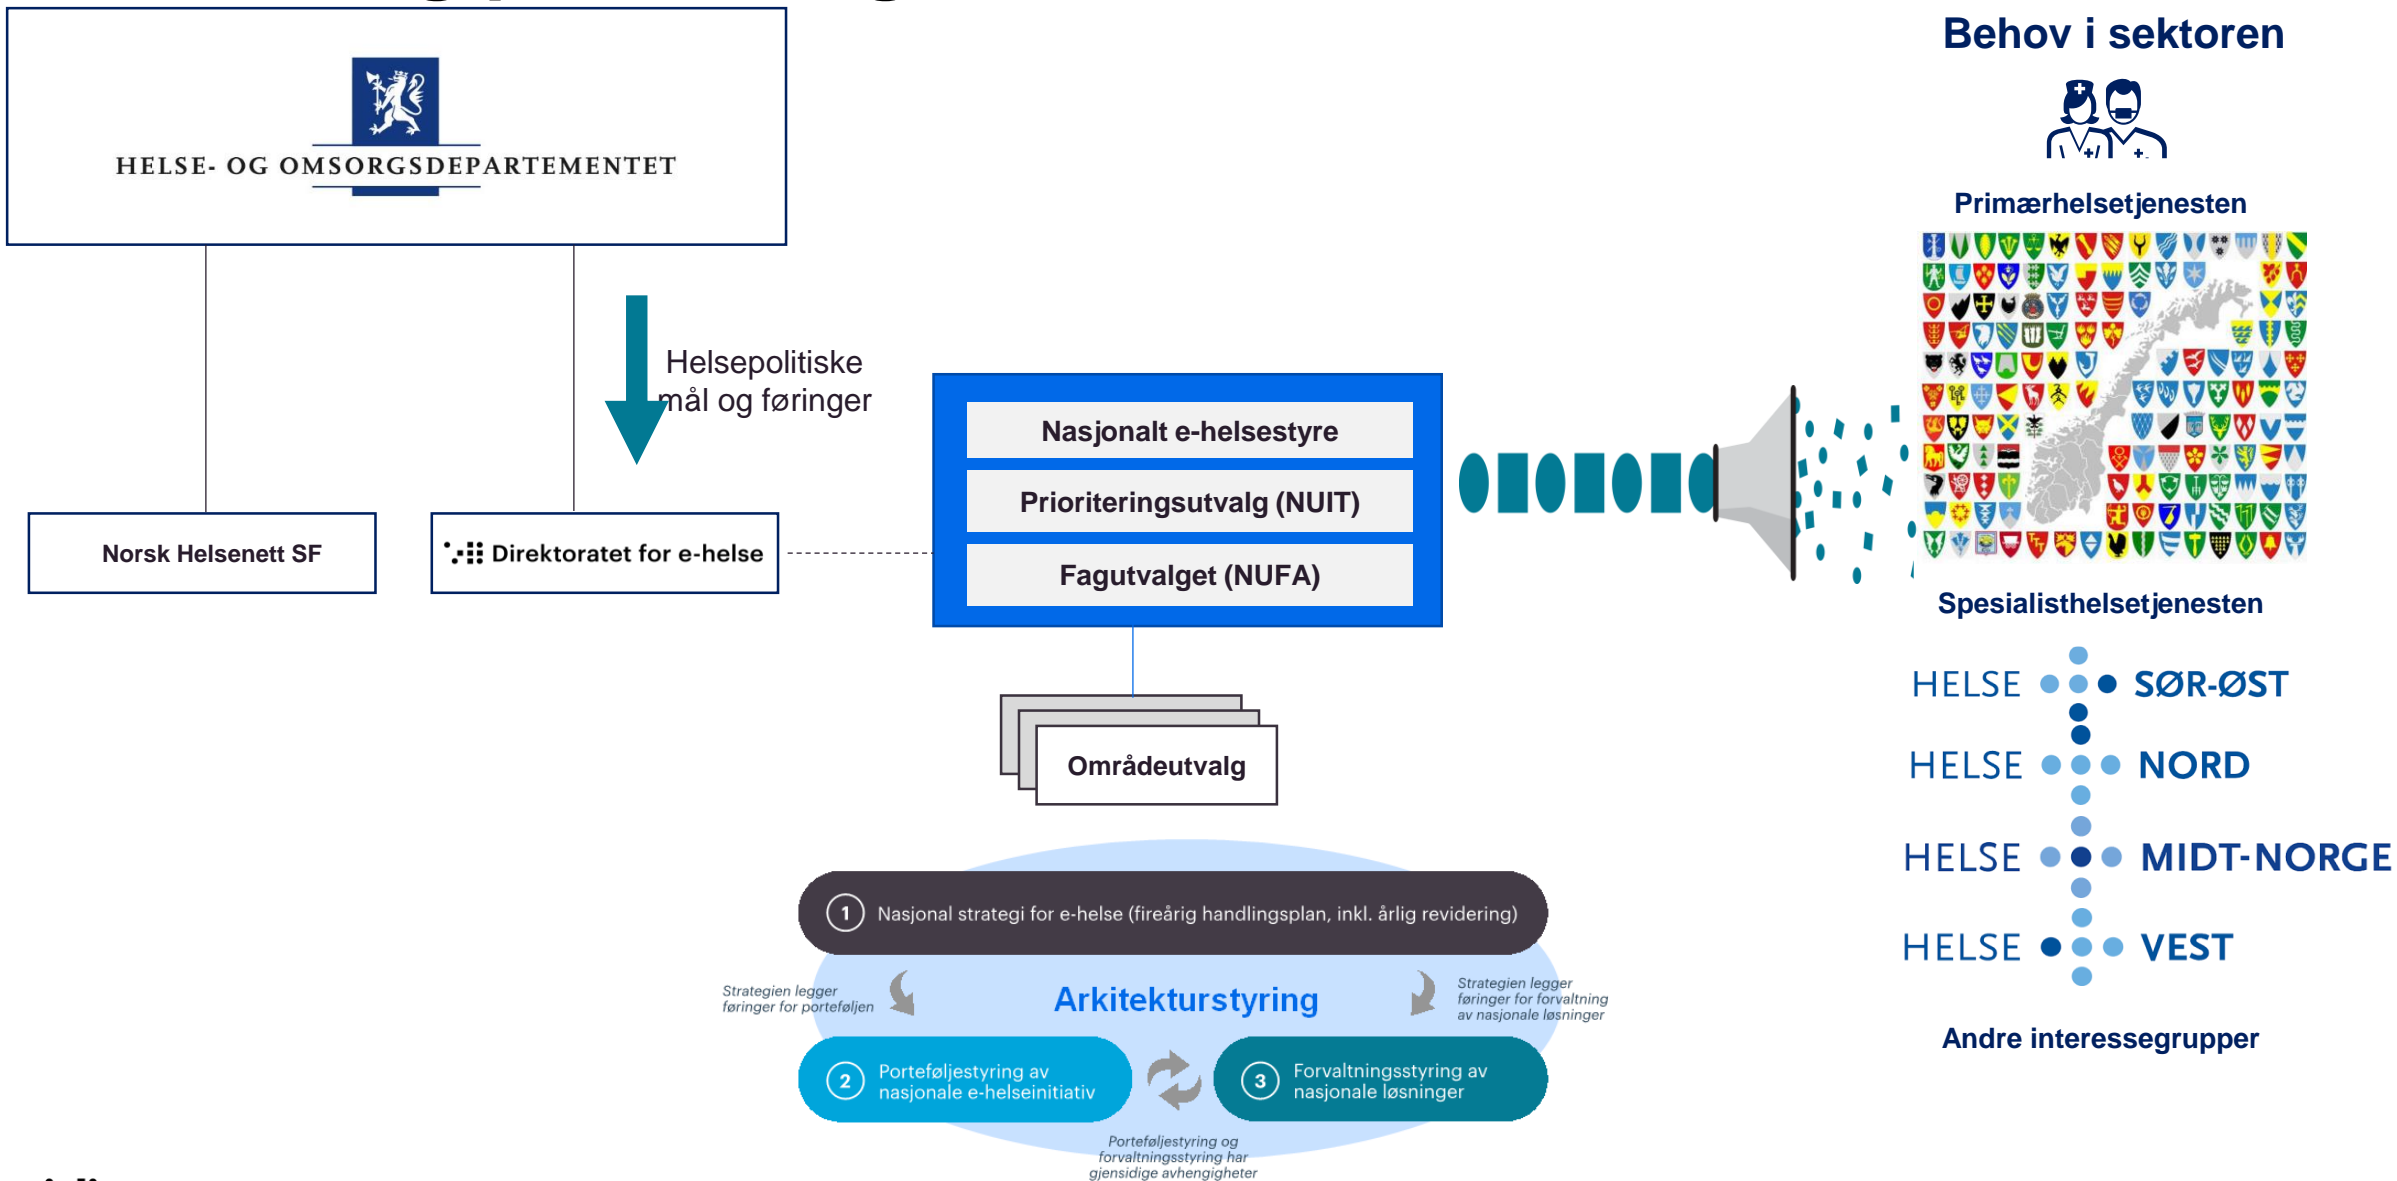 HELSE- OG OMSORGSDEPARTEMENTET
Helsepolitiske
mål og føringer
Norsk Helsenett SF
Direktoratet for e-helse
Nasjonalt e-helsestyre
Prioriteringsutvalg (NUIT)
Fagutvalget (NUFA)
Områdeutvalg
1 Nasjonal strategi for e-helse (fireårig handlingsplan, inkl. årlig revidering)
Strategien legger
føringer for porteføljen
Arkitekturstyring
Strategien legger
føringer for forvaltning
av nasjonale løsninger
2 Porteføljestyring av
nasjonale e-helseinitiativ
3 Forvaltningsstyring av
nasjonale løsninger
Porteføljestyring og
forvaltningsstyring har
gjensidige avhengigheter
Behov i sektoren
Primærhelsetjenesten
Spesialisthelsetjenesten
HELSE SØR-ØST
HELSE NORD
HELSE MIDT-NORGE
HELSE VEST
Andre interessegrupper